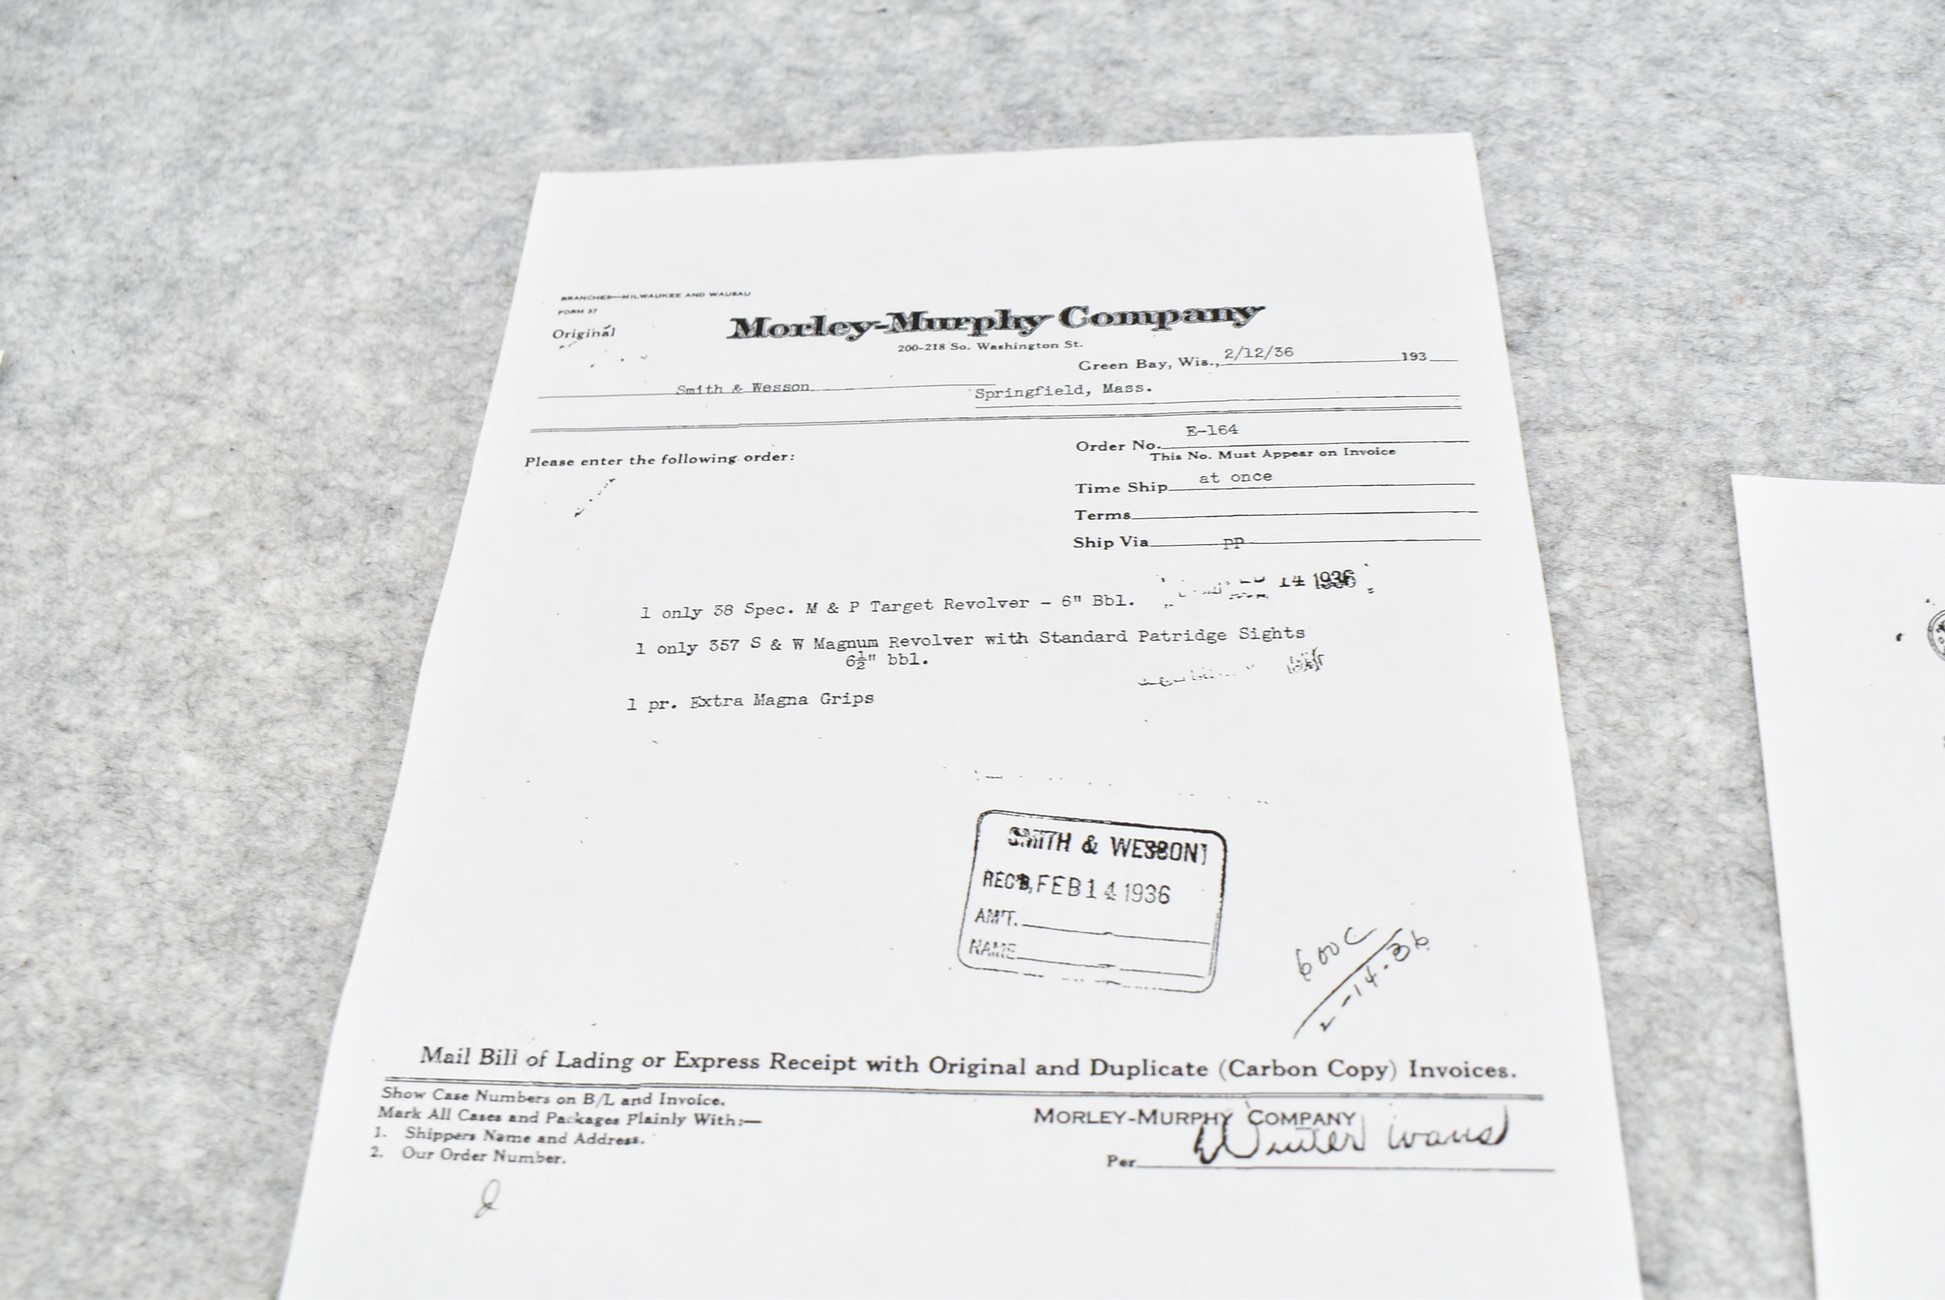 BRANCHES—MILWAUKEE AND WAUSAU
FORM 37
Original
Morley-Murphy Company
200-218 So. Washington St.
Green Bay, Wis., 2/12/36 193
Smith & Wesson Springfield, Mass.
Order No. E-164
This No. Must Appear on Invoice
Please enter the following order:
Time Ship at once
Terms
Ship Via pp
14 1936
1 only 38 Spec. M & P Target Revolver - 6" Bbl.
1 only 357 S & W Magnum Revolver with Standard Patridge Sights
6½" bbl.
1 pr. Extra Magna Grips
SMITH & WESSON
REC'D, FEB 14 1936
AM'T.
NAME
600C
2-14-36
Mail Bill of Lading or Express Receipt with Original and Duplicate (Carbon Copy) Invoices.
Show Case Numbers on B/L and Invoice.
Mark All Cases and Packages Plainly With:—
1. Shippers Name and Address.
2. Our Order Number.
MORLEY-MURPHY COMPANY
Per